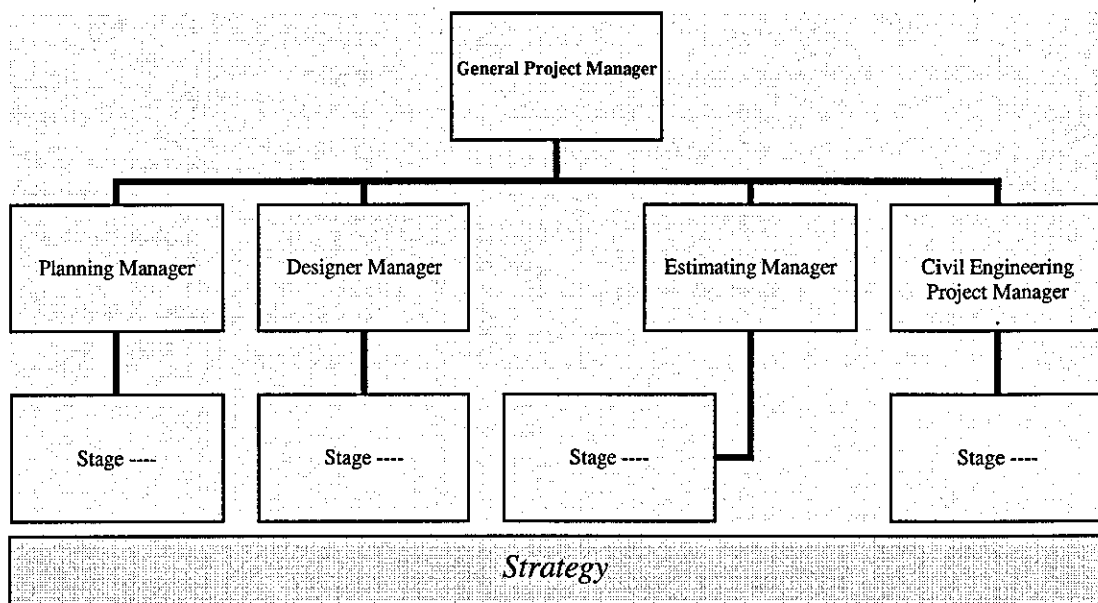 General Project Manager
Planning Manager
Designer Manager
Estimating Manager
Civil Engineering
Project Manager
Stage ----
Stage ----
Stage ----
Stage ----
Strategy